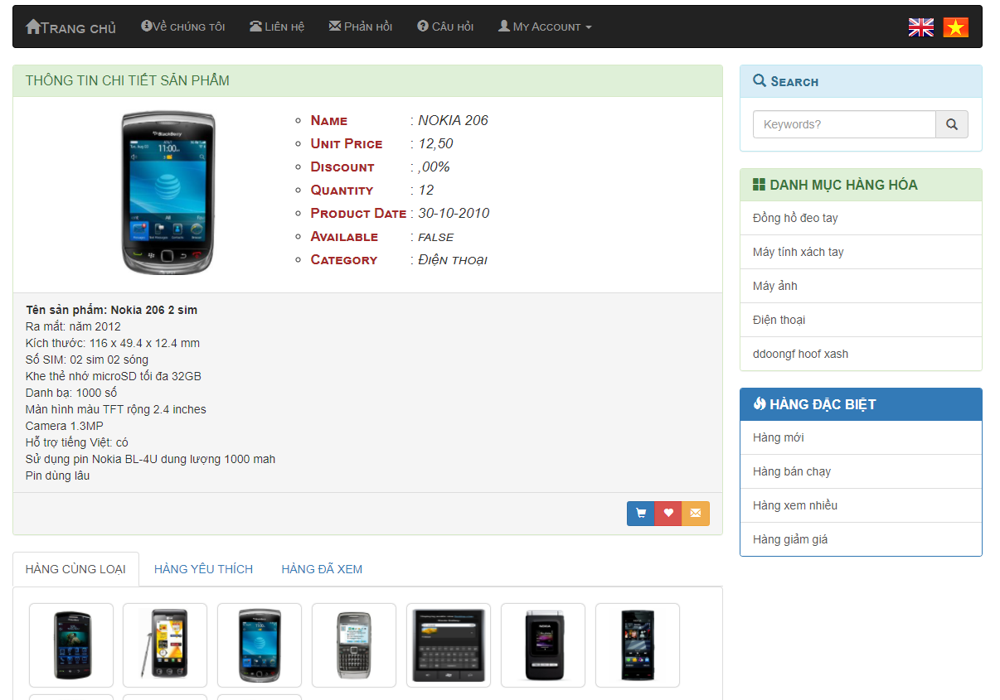 Trang chủ Về chúng tôi Liên hệ Phản hồi Câu hỏi My Account
THÔNG TIN CHI TIẾT SẢN PHẨM
BlackBerry
11:00
Name : NOKIA 206
Unit Price : 12,50
Discount : ,00%
Quantity : 12
Product Date : 30-10-2010
Available : FALSE
Category : Điện thoại
Tên sản phẩm: Nokia 206 2 sim
Ra mắt: năm 2012
Kích thước: 116 x 49.4 x 12.4 mm
Số SIM: 02 sim 02 sóng
Khe thẻ nhớ microSD tối đa 32GB
Danh bạ: 1000 số
Màn hình màu TFT rộng 2.4 inches
Camera 1.3MP
Hỗ trợ tiếng Việt: có
Sử dụng pin Nokia BL-4U dung lượng 1000 mah
Pin dùng lâu
HÀNG CÙNG LOẠI HÀNG YÊU THÍCH HÀNG ĐÃ XEM
NOKIA
Search
Keywords?
DANH MỤC HÀNG HÓA
Đồng hồ đeo tay
Máy tính xách tay
Máy ảnh
Điện thoại
ddoongf hoof xash
HÀNG ĐẶC BIỆT
Hàng mới
Hàng bán chạy
Hàng xem nhiều
Hàng giảm giá